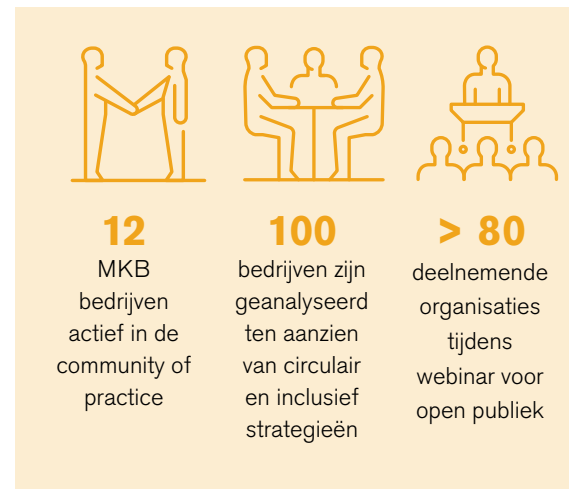 12
MKB
bedrijven
actief in de
community of
practice
100
bedrijven zijn
geanalyseerd
ten aanzien
van circulair
en inclusief
strategieën
> 80
deelnemende
organisaties
tijdens
webinar voor
open publiek